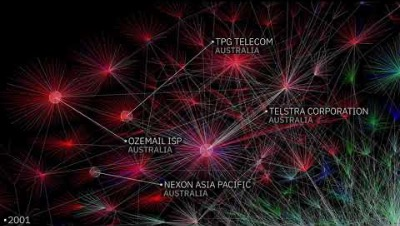 • TPG TELECOM
AUSTRALIA
• TELSTRA CORPORATION
AUSTRALIA
• OZEMAIL ISP
AUSTRALIA
• NEXON ASIA PACIFIC
AUSTRALIA
• 2001